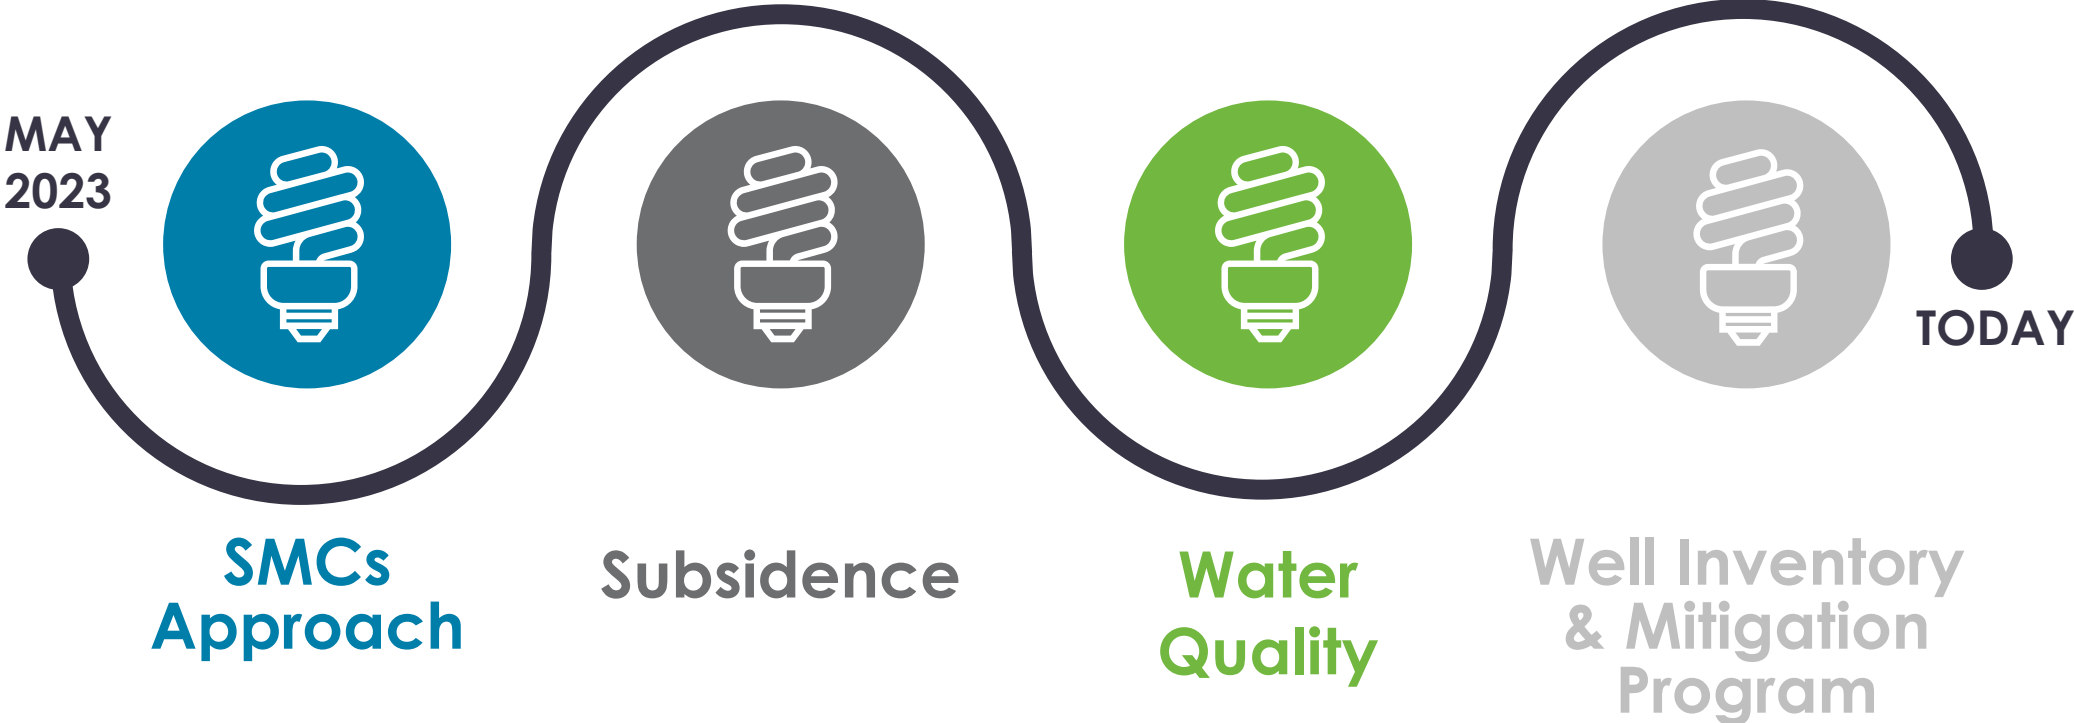 MAY
2023
TODAY
SMCs
Approach
Subsidence
Water
Quality
Well Inventory
& Mitigation
Program